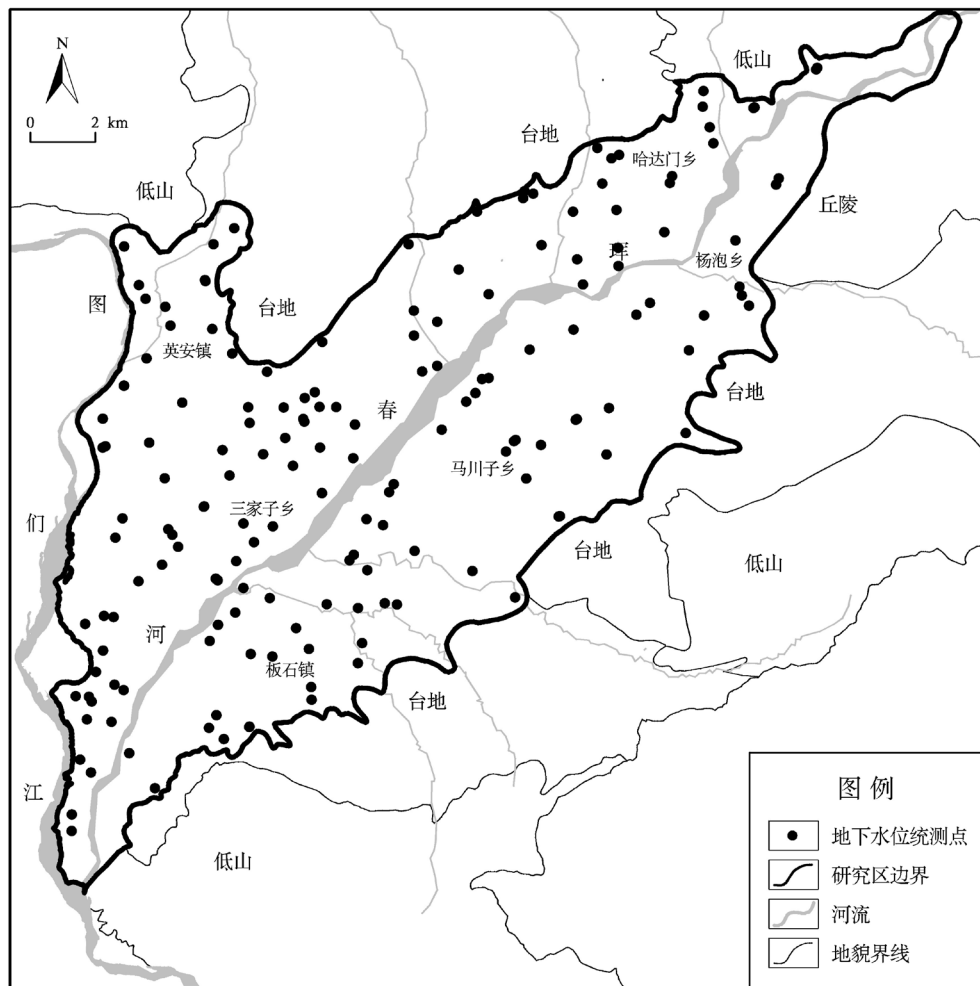 N
0 2 km
低山
台地
哈达门乡
低山
丘陵
珲
杨泡乡
图
台地
英安镇
春
台地
马川子乡
三家子乡
们
台地
低山
河
板石镇
台地
江
低山
图例
地下水位统测点
研究区边界
河流
地貌界线